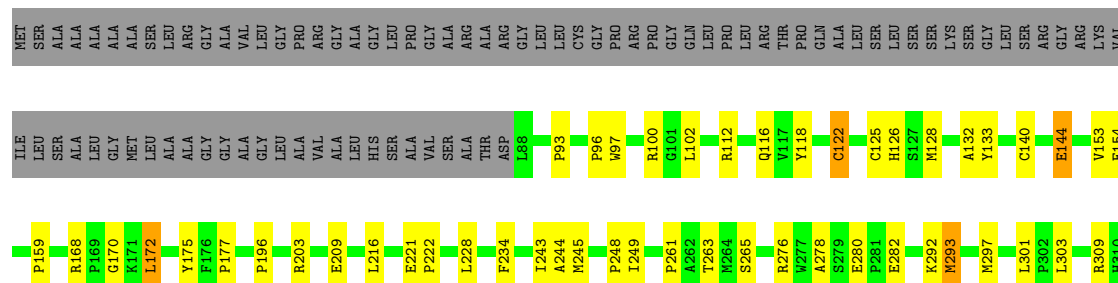 MET SER ALA ALA ALA ALA ALA SER LEU ARG GLY ALA VAL LEU GLY PRO ARG GLY ALA GLY LEU PRO GLY ALA ARG ALA ARG GLY LEU LEU CYS GLY PRO ARG PRO GLY GLN LEU PRO LEU ARG THR PRO GLN ALA LEU SER LEU SER SER LYS SER GLY LEU SER ARG GLY ARG LYS VAL
ILE LEU SER ALA LEU GLY MET LEU ALA ALA GLY GLY ALA GLY LEU ALA VAL ALA LEU HIS SER ALA VAL SER ALA THR ASP L88 P93 P96 W97 R100 G101 L102 R112 Q116 V117 Y118 C122 C125 H126 S127 M128 A132 Y133 C140 E144 V153
P159 R168 P169 G170 K171 L172 Y175 F176 P177 P196 R203 E209 L216 E221 P222 L228 F234 I243 A244 M245 P248 I249 P261 A262 T263 M264 S265 R276 W277 A278 S279 E280 P281 E282 K292 M293 M297 L301 P302 L303 R309